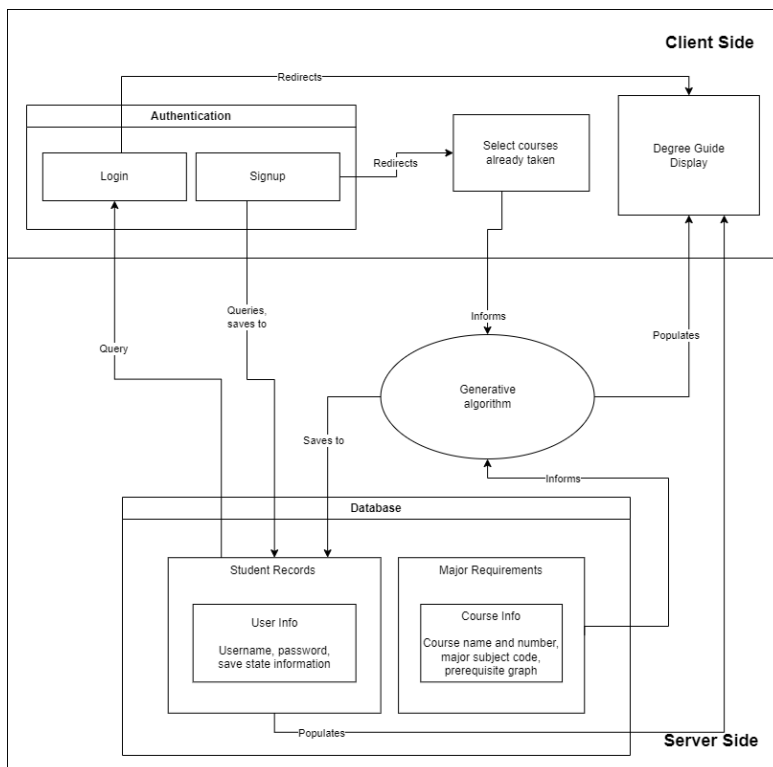 Client Side
Redirects
Authentication
Login
Signup
Redirects
Select courses
already taken
Degree Guide
Display
Queries,
saves to
Informs
Query
Populates
Generative
algorithm
Saves to
Informs
Database
Student Records
Major Requirements
User Info
Username, password,
save state information
Course Info
Course name and number,
major subject code,
prerequisite graph
Populates
Server Side